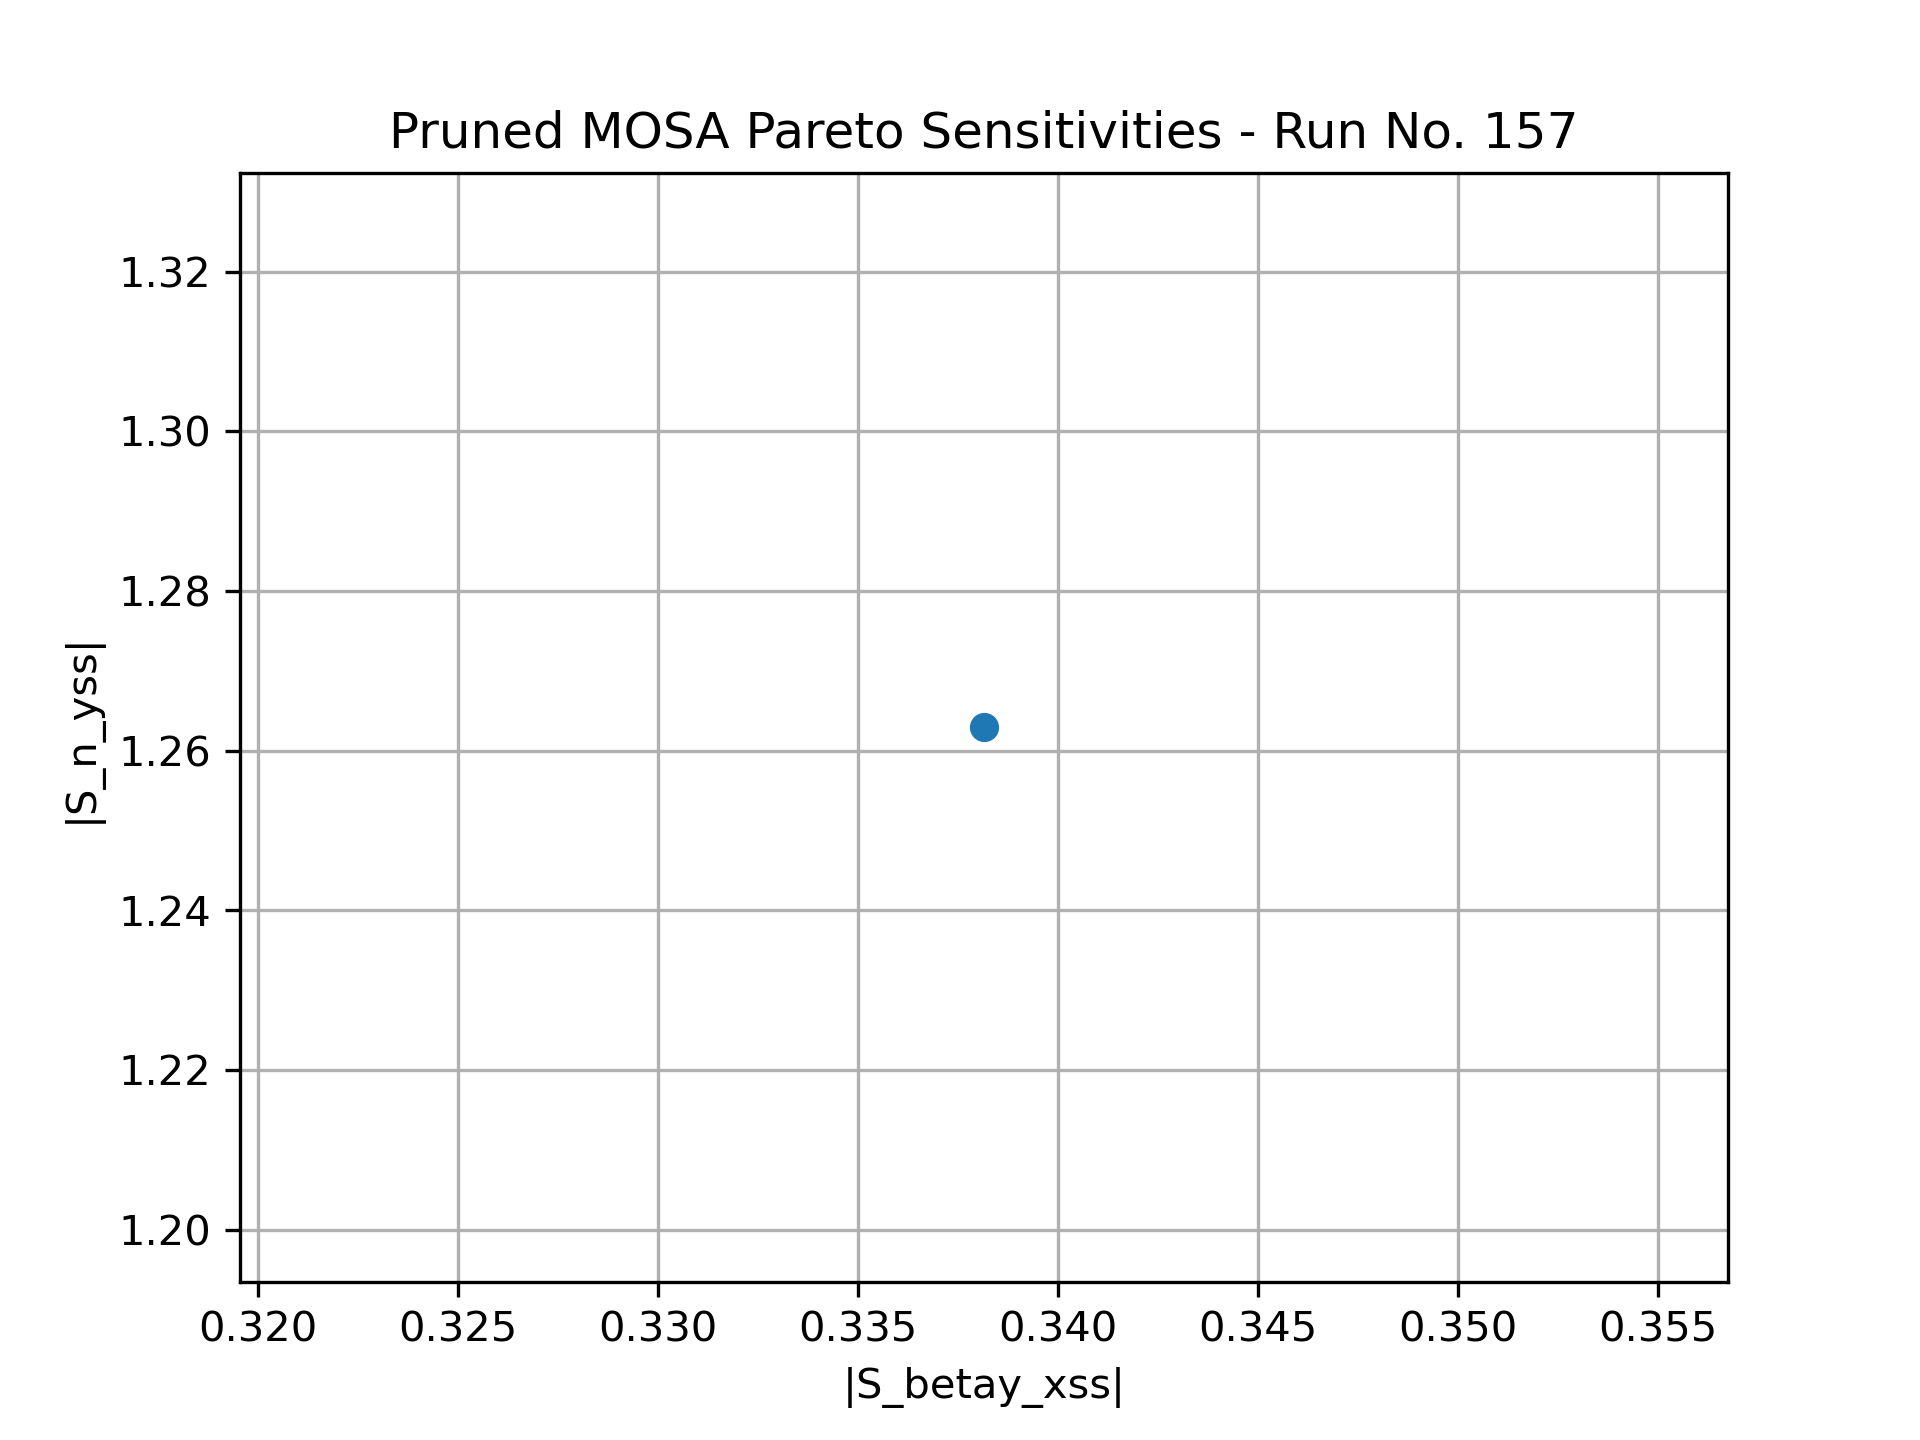 Pruned MOSA Pareto Sensitivities - Run No. 157
|S_n_yss|
1.32
1.30
1.28
1.26
1.24
1.22
1.20
0.320 0.325 0.330 0.335 0.340 0.345 0.350 0.355
|S_betay_xss|